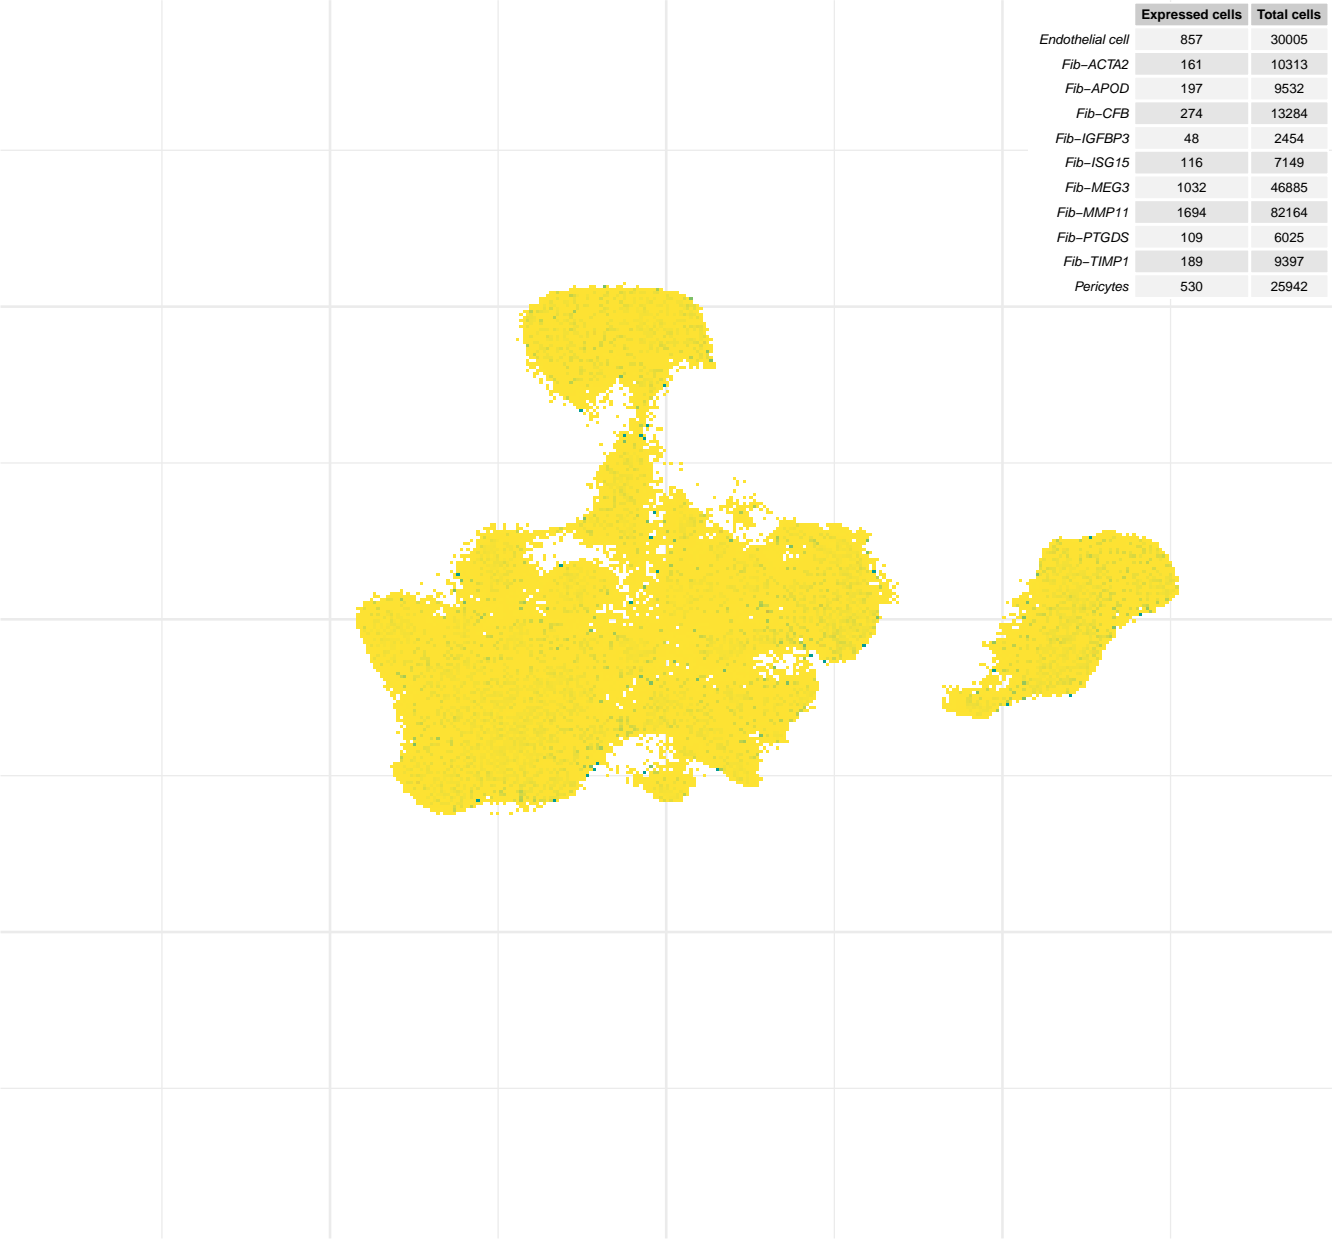 Expressed cells Total cells
Endothelial cell 857 30005
Fib−ACTA2 161 10313
Fib−APOD 197 9532
Fib−CFB 274 13284
Fib−IGFBP3 48 2454
Fib−ISG15 116 7149
Fib−MEG3 1032 46885
Fib−MMP11 1694 82164
Fib−PTGDS 109 6025
Fib−TIMP1 189 9397
Pericytes 530 25942